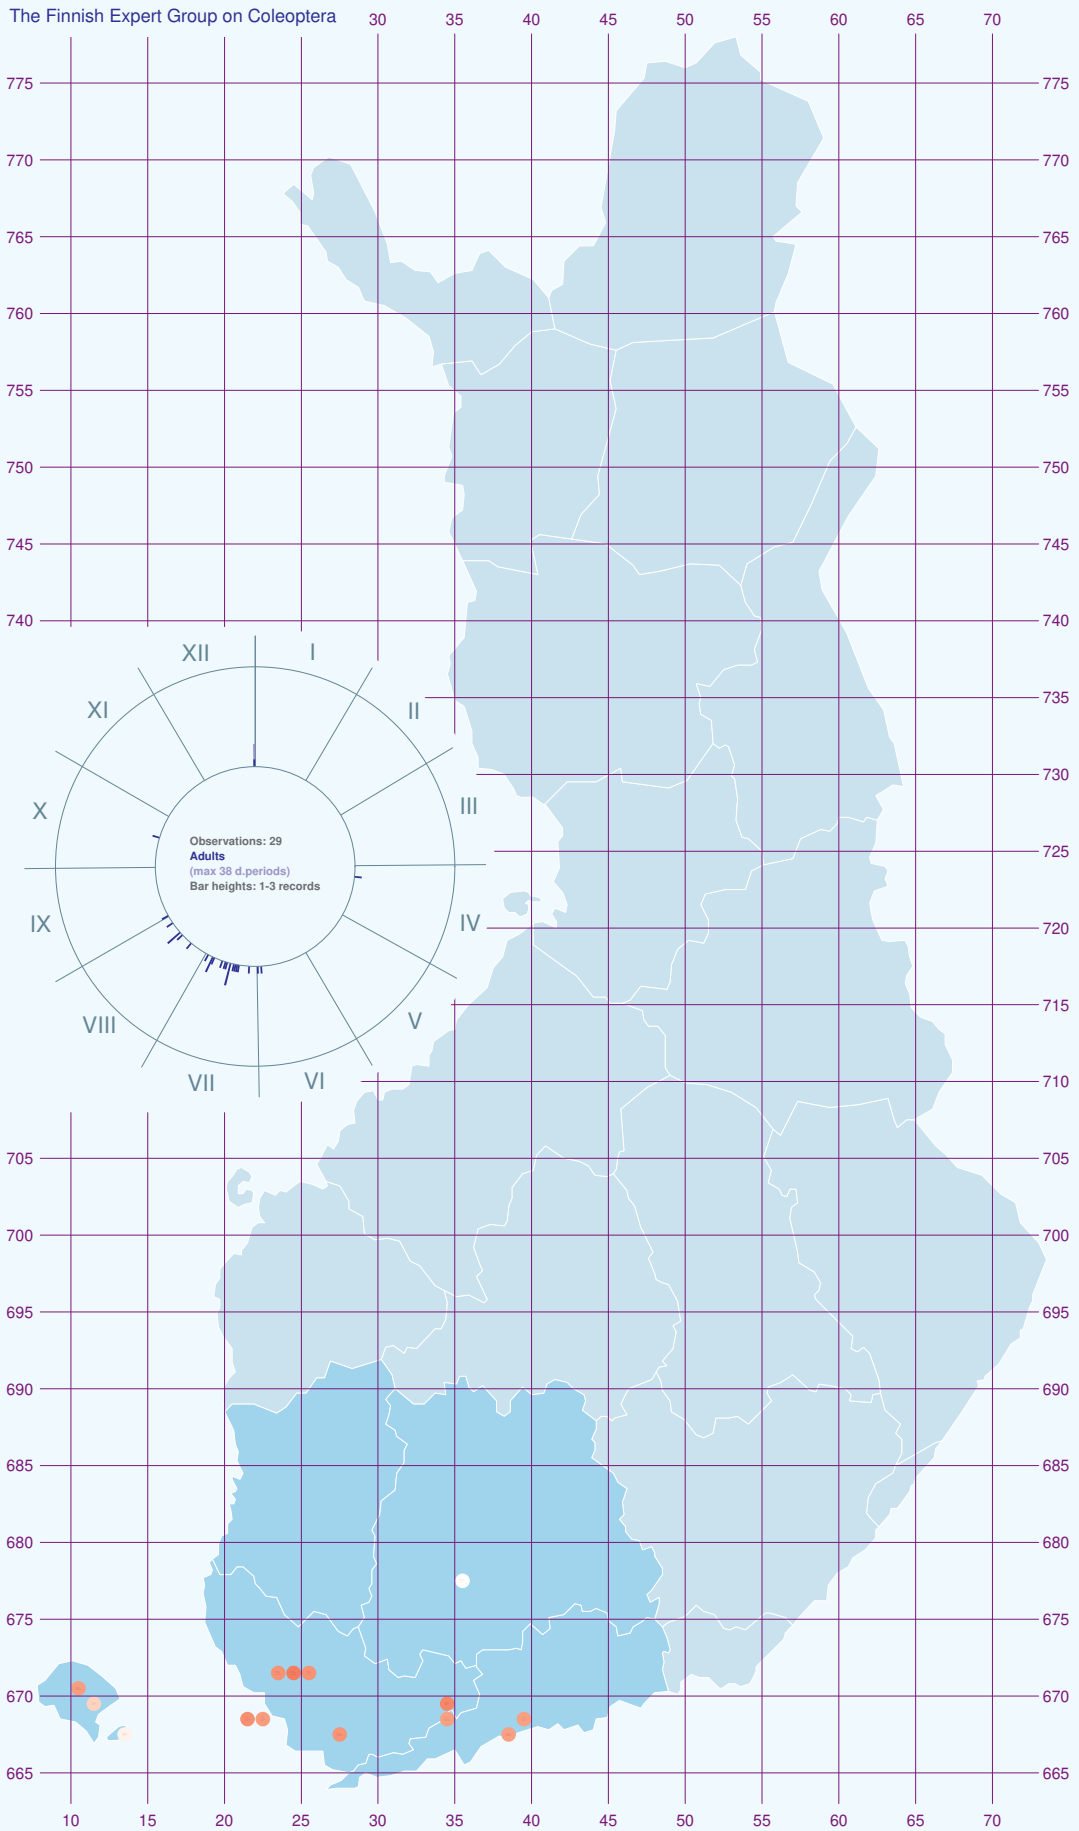 The Finnish Expert Group on Coleoptera
30 35 40 45 50 55 60 65 70
775 775
770 770
765 765
760 760
755 755
750 750
745 745
740 740
XII I
XI II
735
730
X III
725
Observations: 29
Adults
(max 38 d.periods)
Bar heights: 1-3 records
IX IV
720
715
VIII V
VII VI
710
705 705
700 700
695 695
690 690
685 685
680 680
675 675
670 670
665 665
10 15 20 25 30 35 40 45 50 55 60 65 70